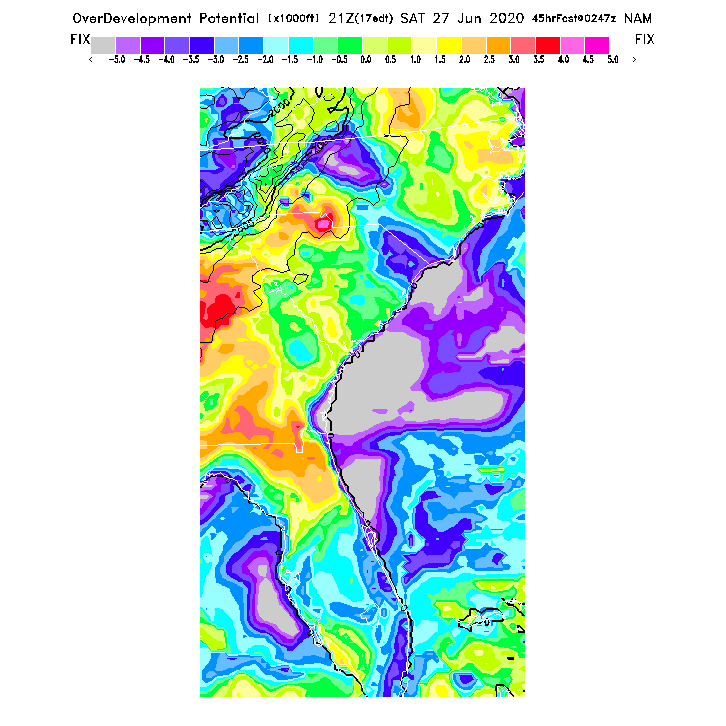 OverDevelopment Potential [x1000ft] 21Z(17edt) SAT 27 Jun 2020 45hrFcst@0247z NAM
FIX FIX
< -5.0 -4.5 -4.0 -3.5 -3.0 -2.5 -2.0 -1.5 -1.0 -0.5 0.0 0.5 1.0 1.5 2.0 2.5 3.0 3.5 4.0 4.5 5.0 >